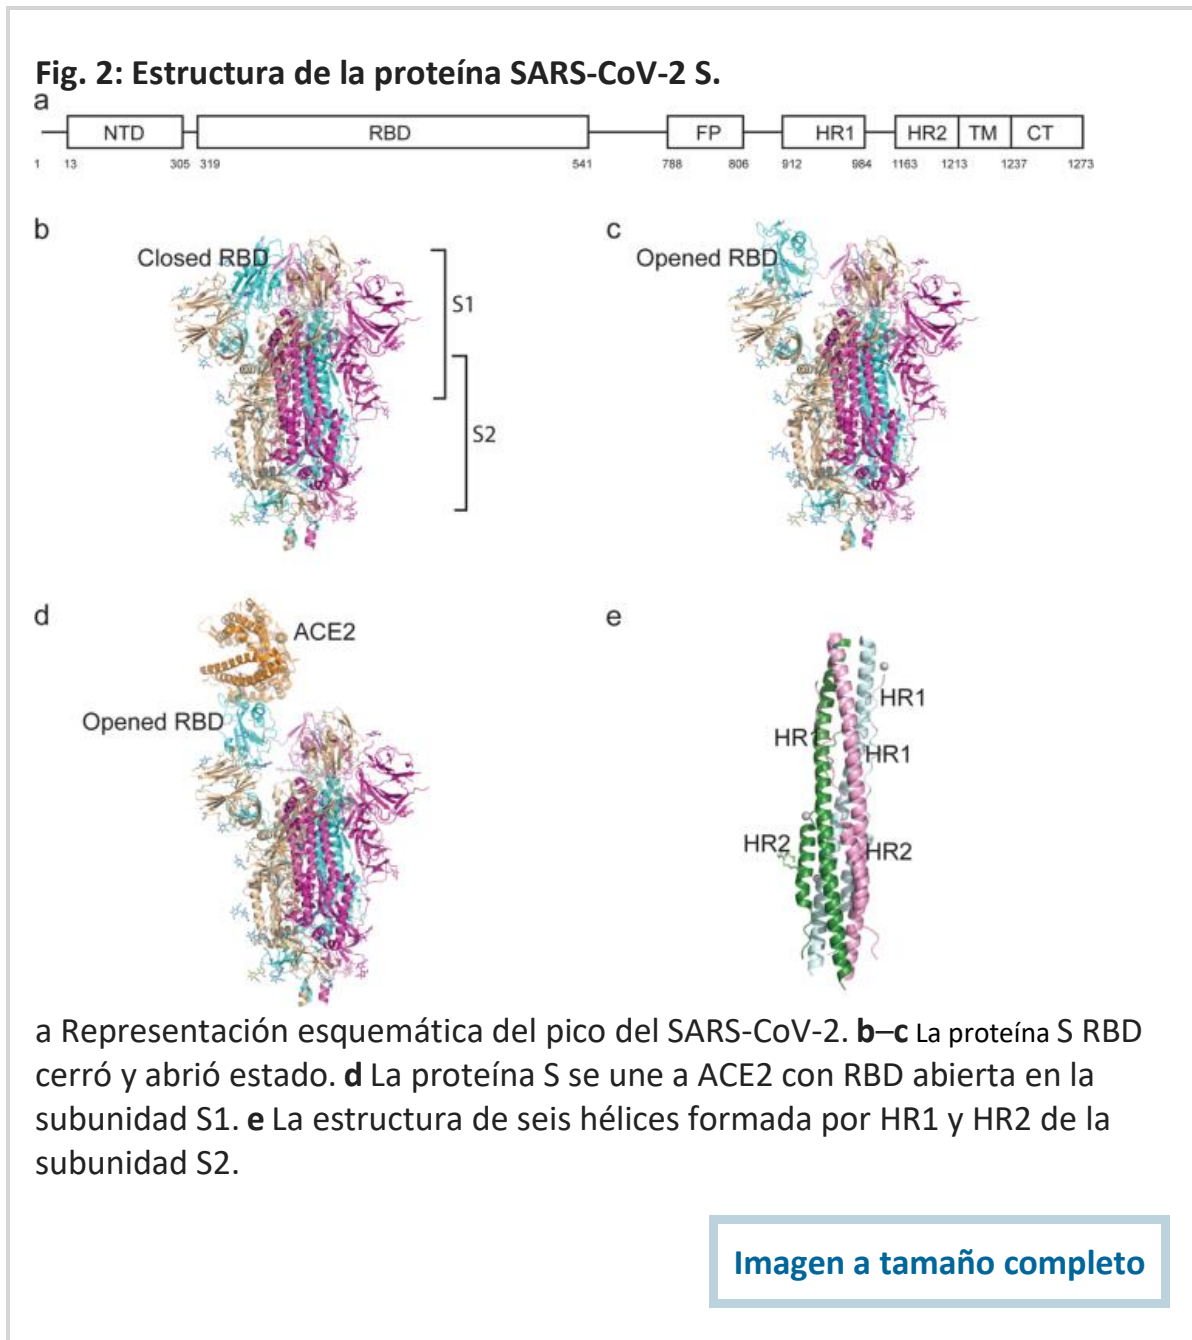 Fig. 2: Estructura de la proteína SARS-CoV-2 S.
a
NTD RBD FP HR1 HR2 TM CT
1 13 305 319 541 788 806 912 984 1163 1213 1237 1273
b
Closed RBD
S1
S2
c
Opened RBD
d
ACE2
Opened RBD
e
HR1
HR1
HR1
HR2
HR2
a Representación esquemática del pico del SARS-CoV-2. b–c La proteína S RBD
cerró y abrió estado. d La proteína S se une a ACE2 con RBD abierta en la
subunidad S1. e La estructura de seis hélices formada por HR1 y HR2 de la
subunidad S2.
Imagen a tamaño completo